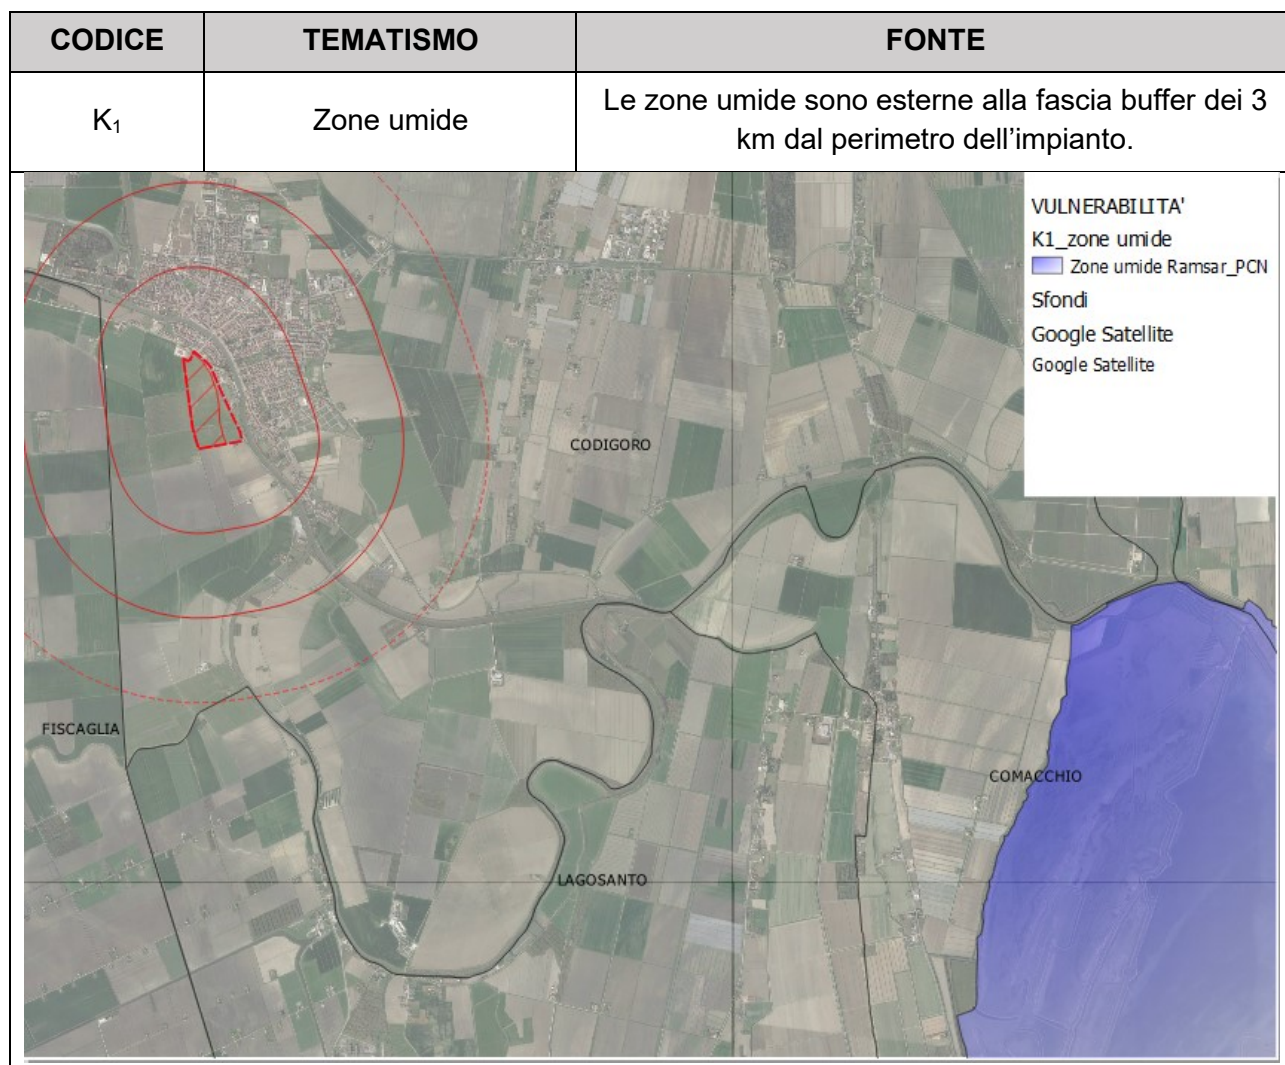 CODICE
TEMATISMO
FONTE
K1
Zone umide
Le zone umide sono esterne alla fascia buffer dei 3
km dal perimetro dell’impianto.
VULNERABILITA'
K1_zone umide
Zone umide Ramsar_PCN
Sfondi
Google Satellite
Google Satellite
CODIGORO
FISCAGLIA
COMACCHIO
LAGOSANTO